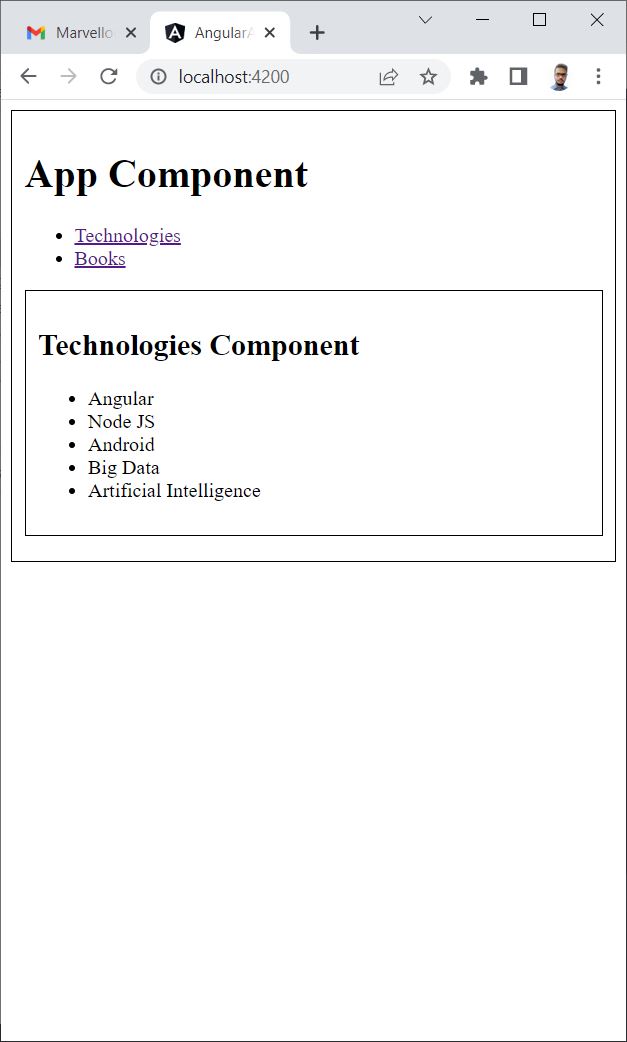 Marvello
AngularA
localhost:4200
App Component
Technologies
Books
Technologies Component
Angular
Node JS
Android
Big Data
Artificial Intelligence